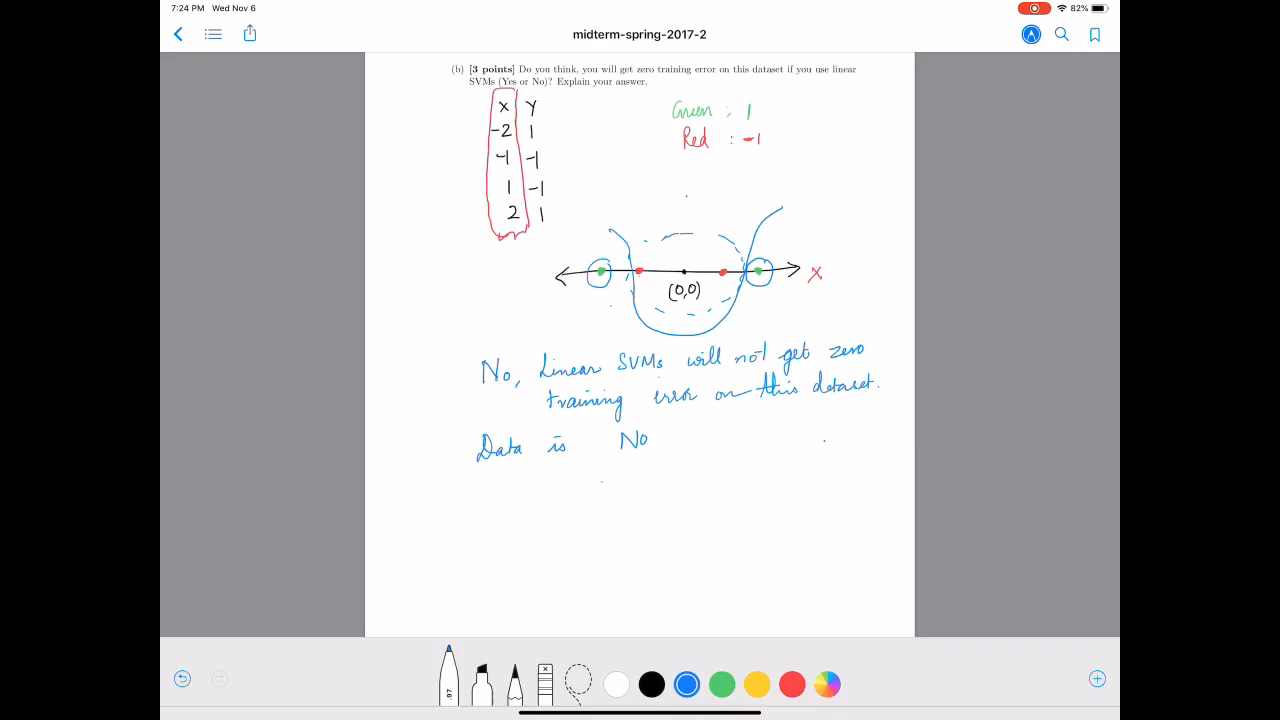 7:24 PM Wed Nov 6
82%
midterm-spring-2017-2
(b) [3 points] Do you think, you will get zero training error on this dataset if you use linear
SVMs (Yes or No)? Explain your answer.
X Y
-2 1
-1 -1
1 -1
2 1
Green : 1
Red : -1
X
(0,0)
No, Linear SVMs will not get zero
training error on this dataset.
Data is No
.97